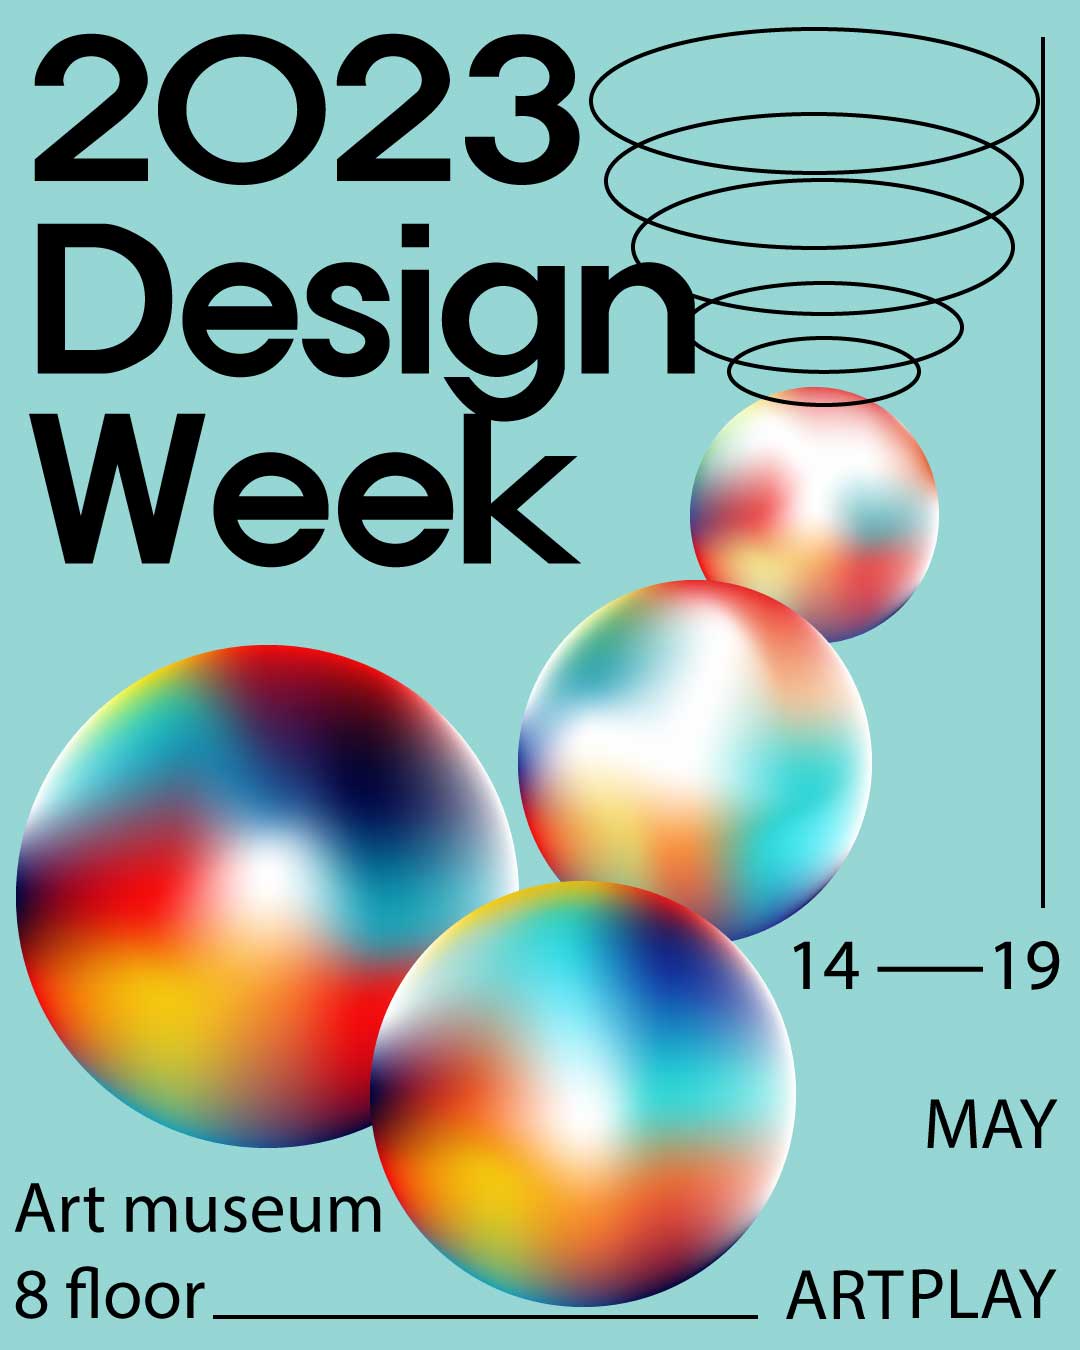 2023
Design
Week
14 — 19
MAY
Art museum
8 floor
ARTPLAY